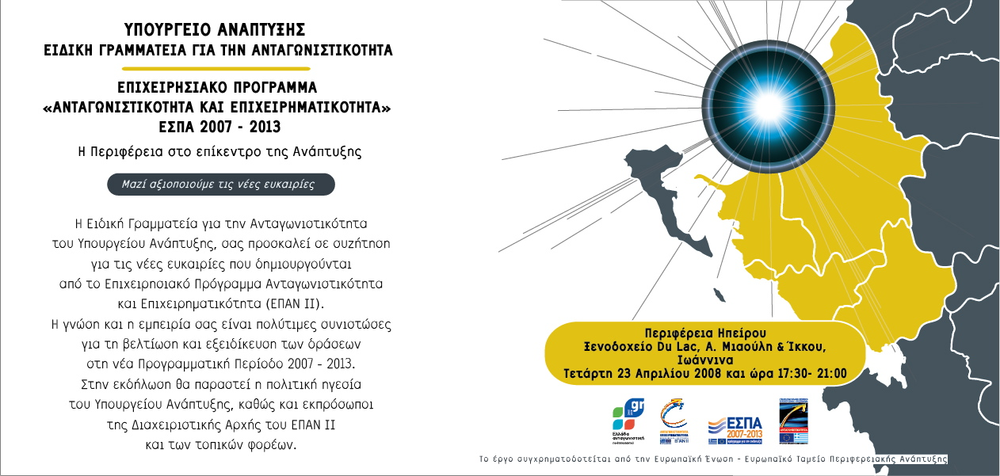 ΥΠΟΥΡΓΕΙΟ ΑΝΑΠΤΥΞΗΣ
ΕΙΔΙΚΗ ΓΡΑΜΜΑΤΕΙΑ ΓΙΑ ΤΗΝ ΑΝΤΑΓΩΝΙΣΤΙΚΟΤΗΤΑ
ΕΠΙΧΕΙΡΗΣΙΑΚΟ ΠΡΟΓΡΑΜΜΑ
«ΑΝΤΑΓΩΝΙΣΤΙΚΟΤΗΤΑ ΚΑΙ ΕΠΙΧΕΙΡΗΜΑΤΙΚΟΤΗΤΑ»
ΕΣΠΑ 2007 - 2013
Η Περιφέρεια στο επίκεντρο της Ανάπτυξης
Μαζί αξιοποιούμε τις νέες ευκαιρίες
Η Ειδική Γραμματεία για την Ανταγωνιστικότητα
του Υπουργείου Ανάπτυξης, σας προσκαλεί σε συζήτηση
για τις νέες ευκαιρίες που δημιουργούνται
από το Επιχειρησιακό Πρόγραμμα Ανταγωνιστικότητα
και Επιχειρηματικότητα (ΕΠΑΝ ΙΙ).
Η γνώση και η εμπειρία σας είναι πολύτιμες συνιστώσες
για τη βελτίωση και εξειδίκευση των δράσεων
στη νέα Προγραμματική Περίοδο 2007 - 2013.
Στην εκδήλωση θα παραστεί η πολιτική ηγεσία
του Υπουργείου Ανάπτυξης, καθώς και εκπρόσωποι
της Διαχειριστικής Αρχής του ΕΠΑΝ ΙΙ
και των τοπικών φορέων.
Περιφέρεια Ηπείρου
Ξενοδοχείο Du Lac, Α. Μιαούλη & Ίκκου,
Ιωάννινα
Τετάρτη 23 Απριλίου 2008 και ώρα 17:30- 21:00
gr
Ελλάδα
ανταγωνιστική
ΕΠΑΝ ΙΙ
ΕΣΠΑ
2007-2013
Το έργο συγχρηματοδοτείται από την Ευρωπαϊκή Ένωση - Ευρωπαϊκό Ταμείο Περιφερειακής Ανάπτυξης